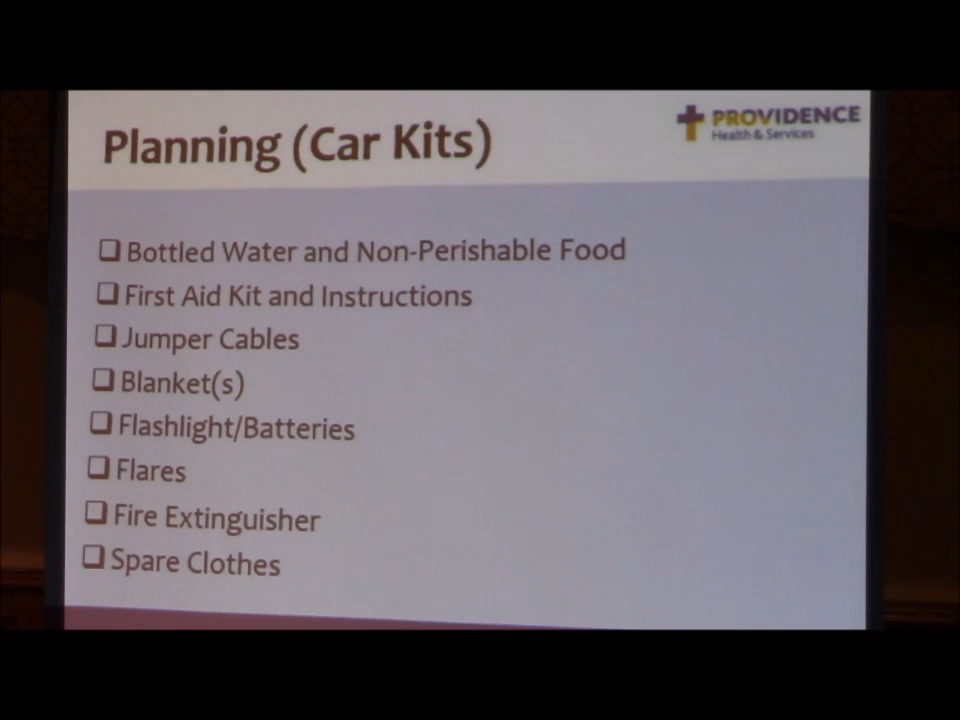 Planning (Car Kits)
PROVIDENCE
Health & Services
Bottled Water and Non-Perishable Food
First Aid Kit and Instructions
Jumper Cables
Blanket(s)
Flashlight/Batteries
Flares
Fire Extinguisher
Spare Clothes